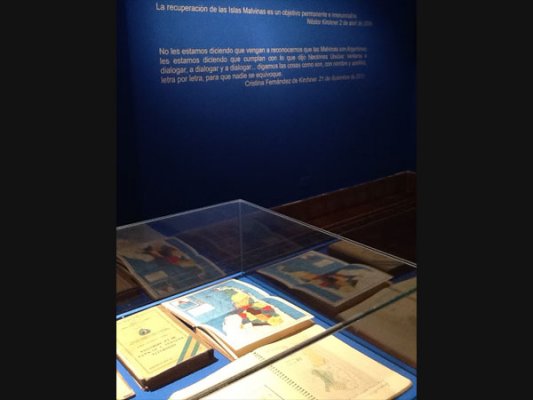 La recuperación de las Islas Malvinas es un objetivo permanente e irrenunciable.
Néstor Kirchner 2 de abril de
No les estamos diciendo que vengan a reconocernos que las Malvinas son Argentinas,
les estamos diciendo que cumplan con lo que dijo Naciones Unidas: sentarse a
dialogar, a dialogar y a dialogar... digamos las cosas como son, con nombre y apellido,
letra por letra, para que nadie se equivoque.
Cristina Fernández de Kirchner 21 de diciembre de